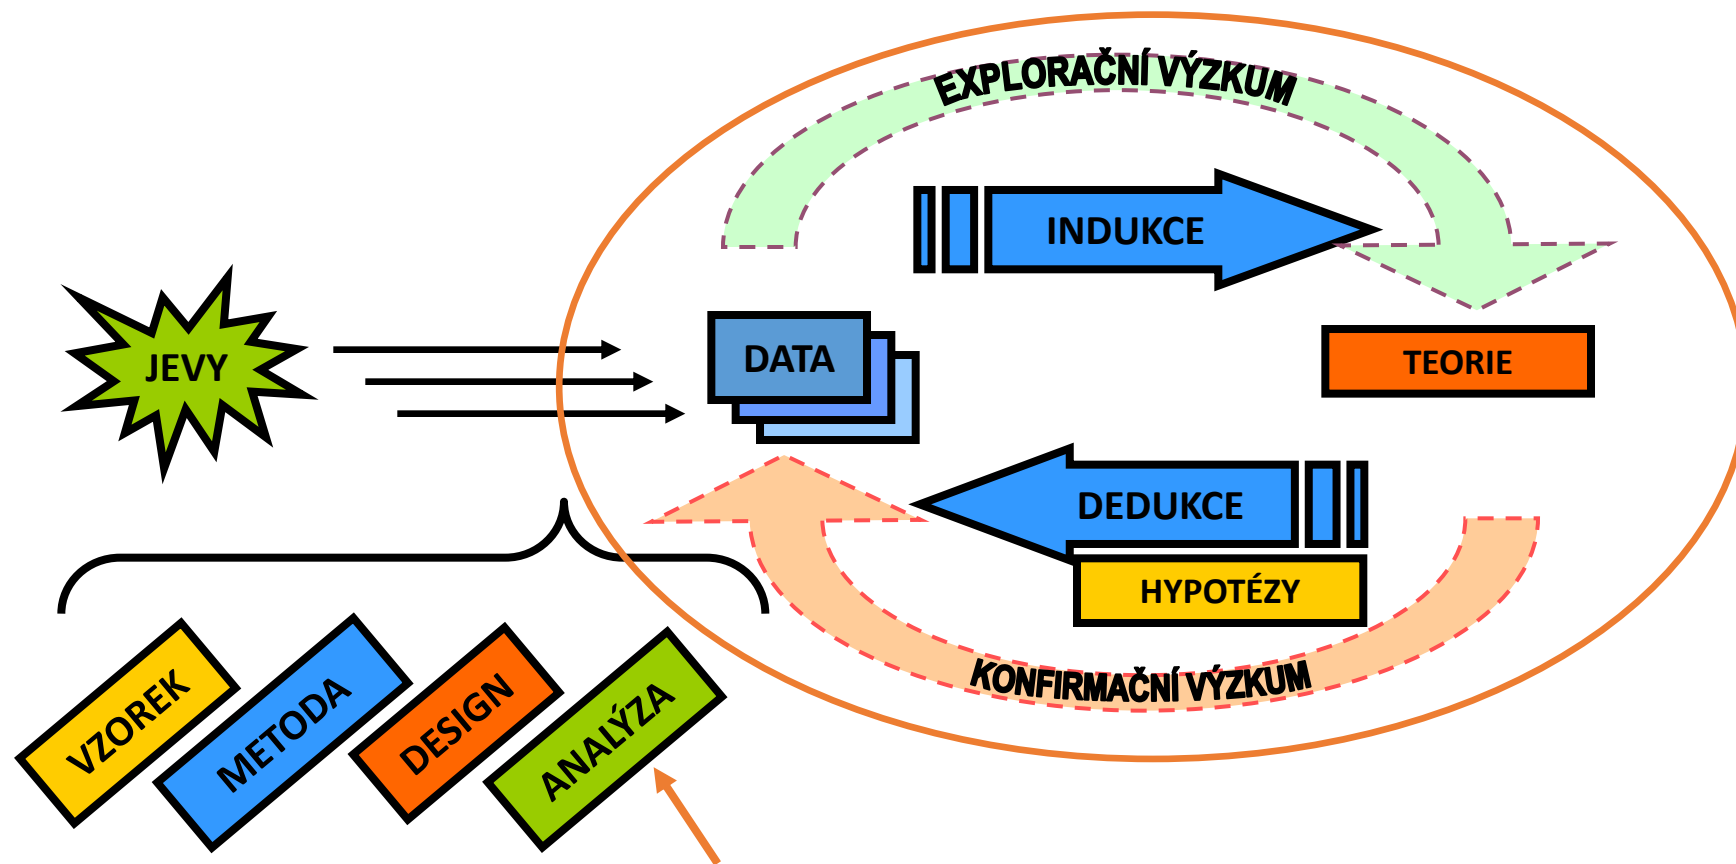 EXPLORAČNÍ VÝZKUM
INDUKCE
JEVY
DATA
TEORIE
DEDUKCE
HYPOTÉZY
KONFIRMAČNÍ VÝZKUM
VZOREK
METODA
DESIGN
ANALÝZA